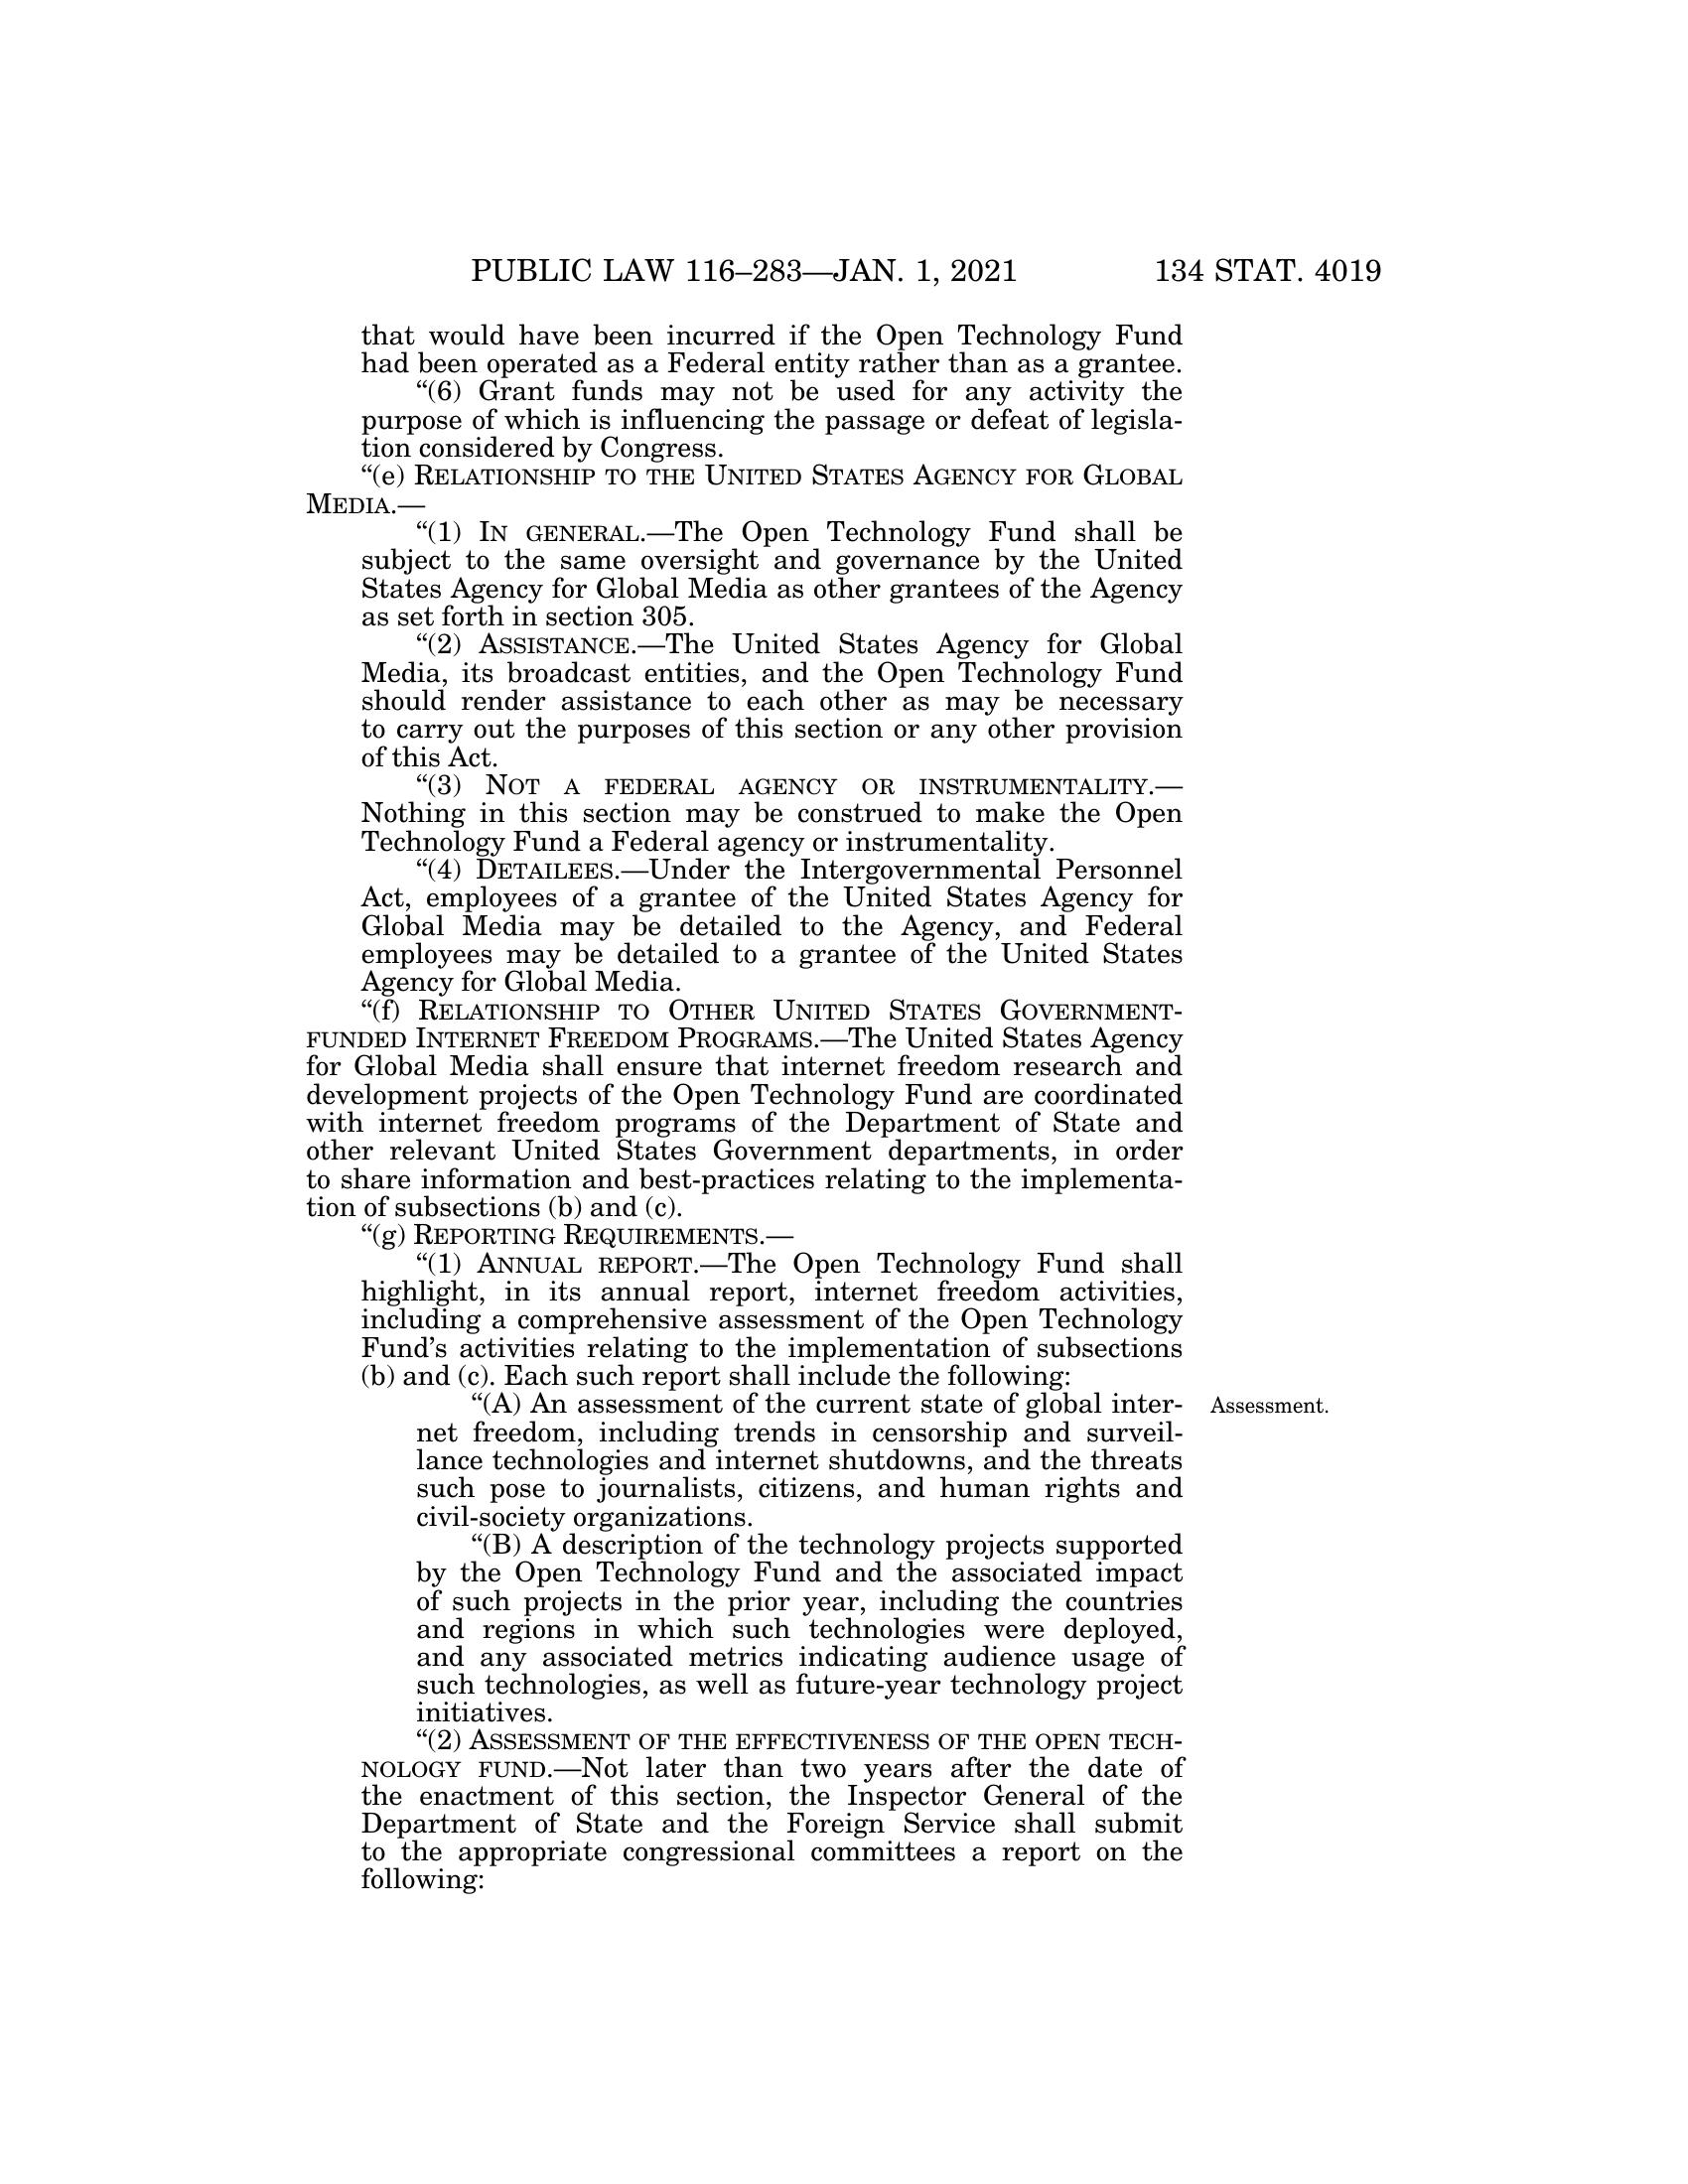 PUBLIC LAW 116–283—JAN. 1, 2021 134 STAT. 4019
that would have been incurred if the Open Technology Fund
had been operated as a Federal entity rather than as a grantee.
“(6) Grant funds may not be used for any activity the
purpose of which is influencing the passage or defeat of legisla-
tion considered by Congress.
“(e) RELATIONSHIP TO THE UNITED STATES AGENCY FOR GLOBAL
MEDIA.—
“(1) IN GENERAL.—The Open Technology Fund shall be
subject to the same oversight and governance by the United
States Agency for Global Media as other grantees of the Agency
as set forth in section 305.
“(2) ASSISTANCE.—The United States Agency for Global
Media, its broadcast entities, and the Open Technology Fund
should render assistance to each other as may be necessary
to carry out the purposes of this section or any other provision
of this Act.
“(3) NOT A FEDERAL AGENCY OR INSTRUMENTALITY.—
Nothing in this section may be construed to make the Open
Technology Fund a Federal agency or instrumentality.
“(4) DETAILEES.—Under the Intergovernmental Personnel
Act, employees of a grantee of the United States Agency for
Global Media may be detailed to the Agency, and Federal
employees may be detailed to a grantee of the United States
Agency for Global Media.
“(f) RELATIONSHIP TO OTHER UNITED STATES GOVERNMENT-
FUNDED INTERNET FREEDOM PROGRAMS.—The United States Agency
for Global Media shall ensure that internet freedom research and
development projects of the Open Technology Fund are coordinated
with internet freedom programs of the Department of State and
other relevant United States Government departments, in order
to share information and best-practices relating to the implementa-
tion of subsections (b) and (c).
“(g) REPORTING REQUIREMENTS.—
“(1) ANNUAL REPORT.—The Open Technology Fund shall
highlight, in its annual report, internet freedom activities,
including a comprehensive assessment of the Open Technology
Fund’s activities relating to the implementation of subsections
(b) and (c). Each such report shall include the following:
“(A) An assessment of the current state of global inter-
net freedom, including trends in censorship and surveil-
lance technologies and internet shutdowns, and the threats
such pose to journalists, citizens, and human rights and
civil-society organizations.
“(B) A description of the technology projects supported
by the Open Technology Fund and the associated impact
of such projects in the prior year, including the countries
and regions in which such technologies were deployed,
and any associated metrics indicating audience usage of
such technologies, as well as future-year technology project
initiatives.
“(2) ASSESSMENT OF THE EFFECTIVENESS OF THE OPEN TECH-
NOLOGY FUND.—Not later than two years after the date of
the enactment of this section, the Inspector General of the
Department of State and the Foreign Service shall submit
to the appropriate congressional committees a report on the
following:
Assessment.